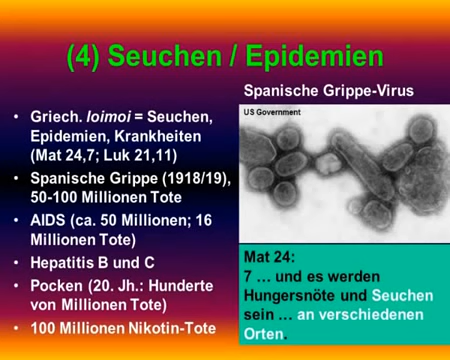 (4) Seuchen / Epidemien
• Griech. loimoi = Seuchen,
Epidemien, Krankheiten
(Mat 24,7; Luk 21,11)
• Spanische Grippe (1918/19),
50-100 Millionen Tote
• AIDS (ca. 50 Millionen; 16
Millionen Tote)
• Hepatitis B und C
• Pocken (20. Jh.: Hunderte
von Millionen Tote)
• 100 Millionen Nikotin-Tote
Spanische Grippe-Virus
US Government
Mat 24:
7 … und es werden
Hungersnöte und Seuchen
sein … an verschiedenen
Orten.